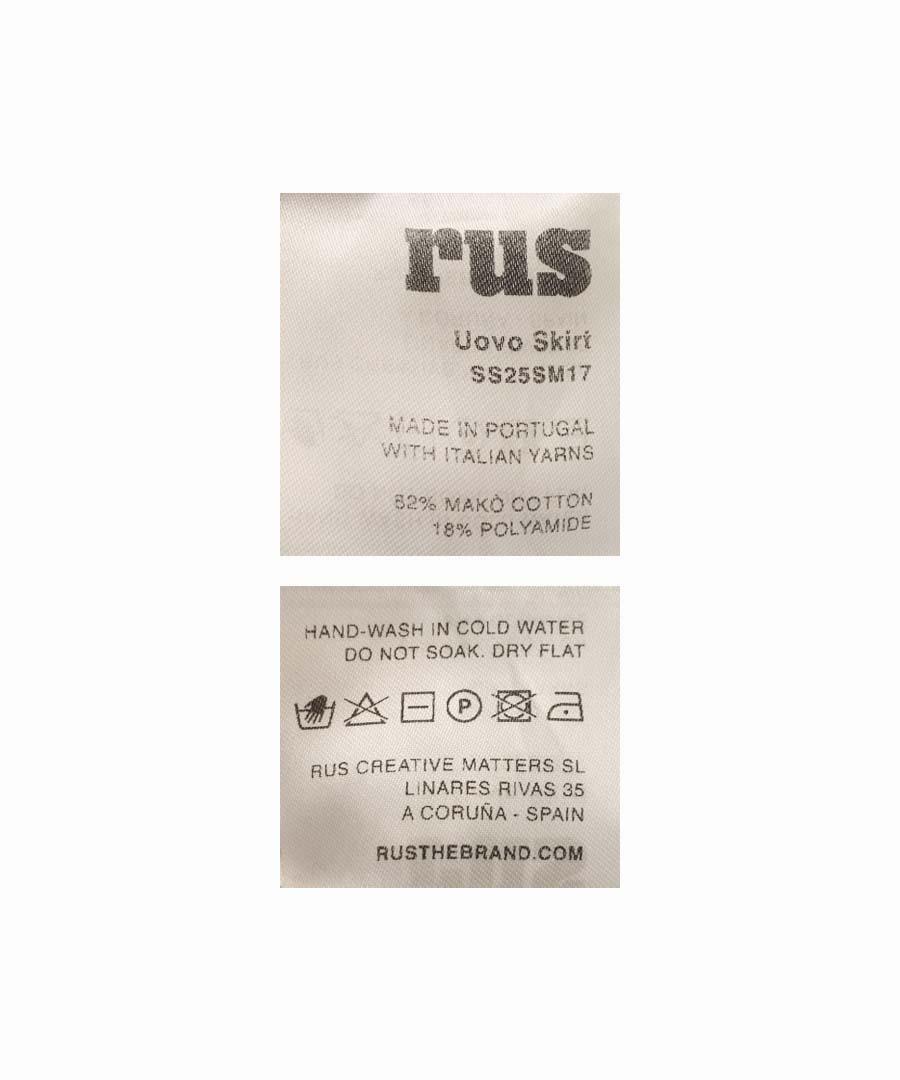 rus
Uovo Skirt
SS25SM17
MADE IN PORTUGAL
WITH ITALIAN YARNS
82% MAKÒ COTTON
18% POLYAMIDE
HAND-WASH IN COLD WATER
DO NOT SOAK. DRY FLAT
P
RUS CREATIVE MATTERS SL
LINARES RIVAS 35
A CORUÑA - SPAIN
RUSTHEBRAND.COM